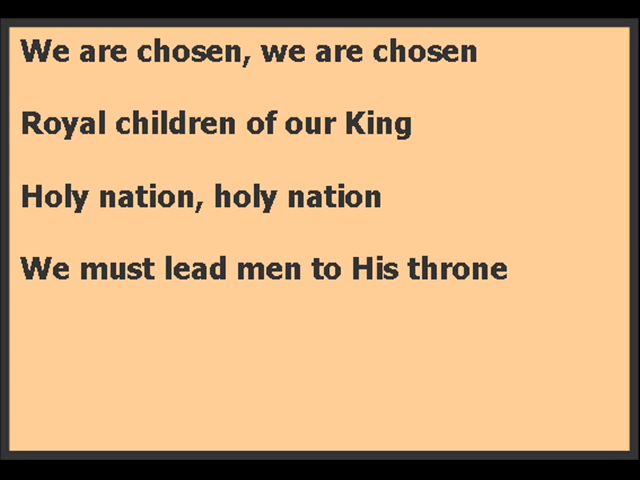 We are chosen, we are chosen
Royal children of our King
Holy nation, holy nation
We must lead men to His throne